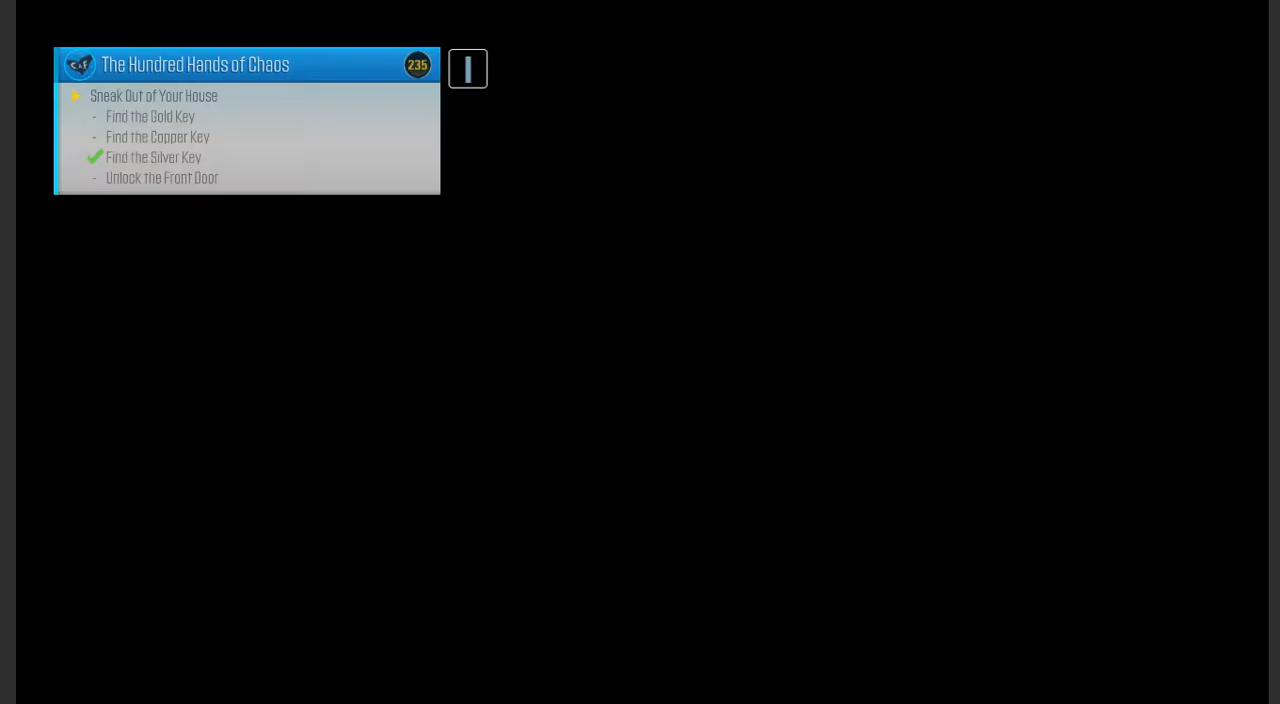 The Hundred Hands of Chaos 235
Sneak Out of Your House
- Find the Gold Key
- Find the Copper Key
Find the Silver Key
- Unlock the Front Door